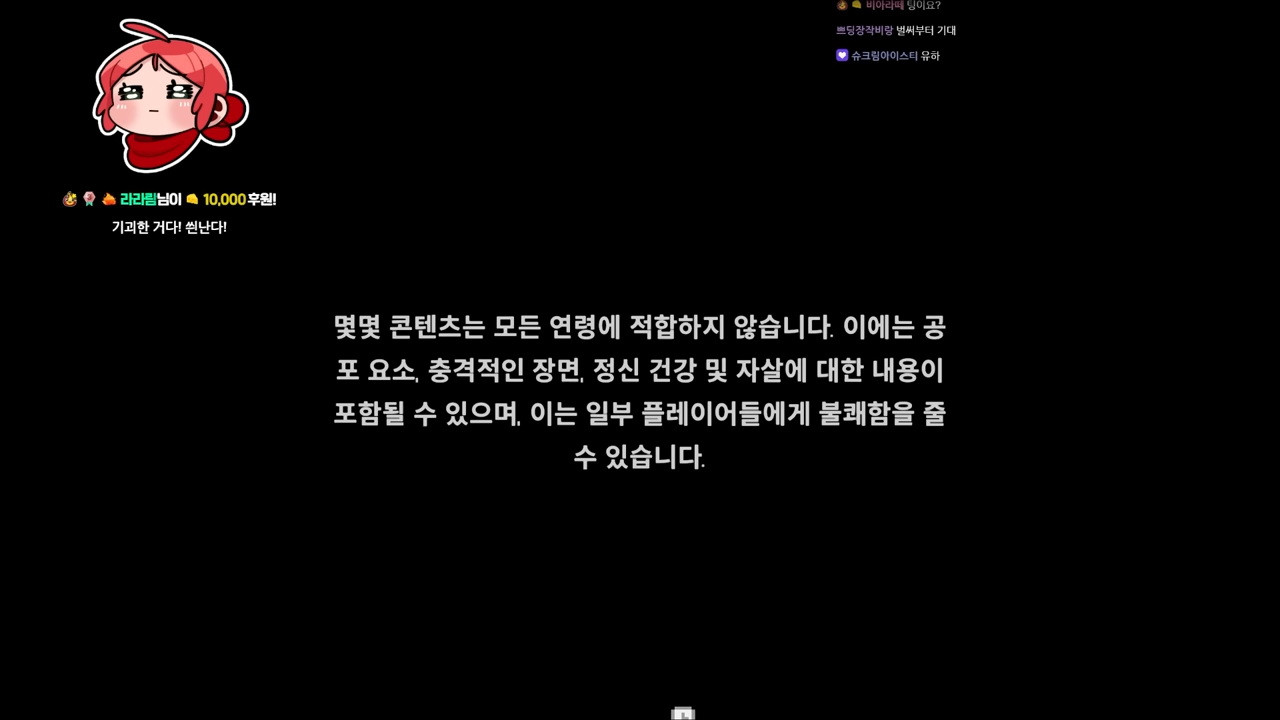 비아라떼 팅이요?
쁘딩장작비랑 벌써부터 기대
슈크림아이스티 유하
라라림님이 10,000후원!
기괴한 거다! 씐난다!
몇몇 콘텐츠는 모든 연령에 적합하지 않습니다. 이에는 공
포 요소, 충격적인 장면, 정신 건강 및 자살에 대한 내용이
포함될 수 있으며, 이는 일부 플레이어들에게 불쾌함을 줄
수 있습니다.